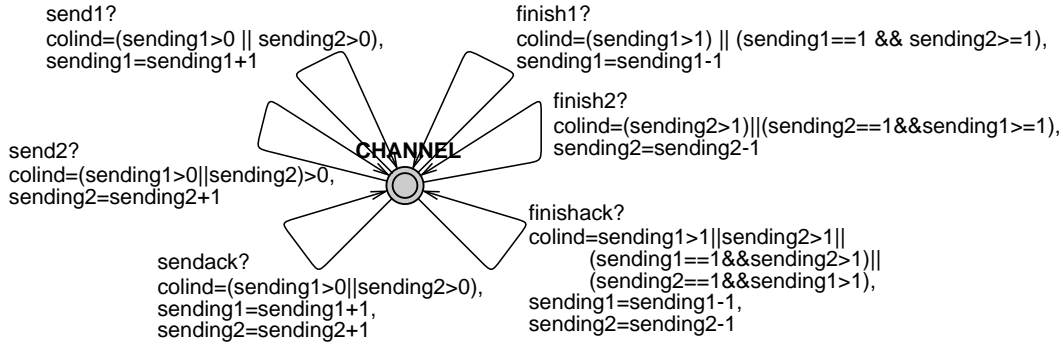 send1?
colind=(sending1>0 || sending2>0),
sending1=sending1+1
finish1?
colind=(sending1>1) || (sending1==1 && sending2>=1),
sending1=sending1-1
finish2?
colind=(sending2>1)||(sending2==1&&sending1>=1),
sending2=sending2-1
CHANNEL
send2?
colind=(sending1>0||sending2)>0,
sending2=sending2+1
finishack?
colind=sending1>1||sending2>1||
(sending1==1&&sending2>1)||
(sending2==1&&sending1>1),
sending1=sending1-1,
sending2=sending2-1
sendack?
colind=(sending1>0||sending2>0),
sending1=sending1+1,
sending2=sending2+1